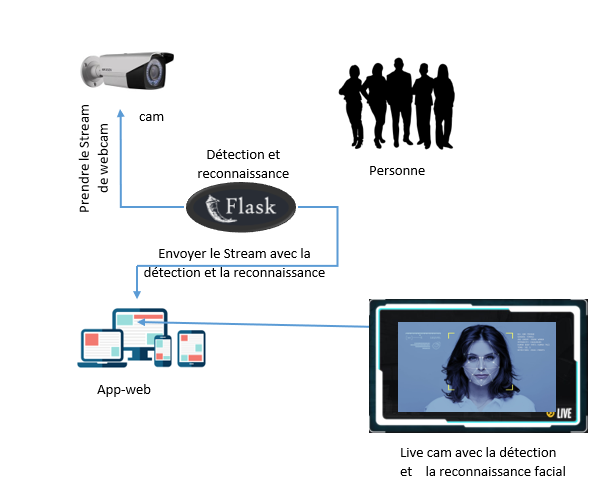 Prendre le Stream
de webcam
cam
Détection et
reconnaissance
Personne
Flask
Envoyer le Stream avec la
détection et la reconnaissance
App-web
LIVE
Live cam avec la détection
et la reconnaissance facial